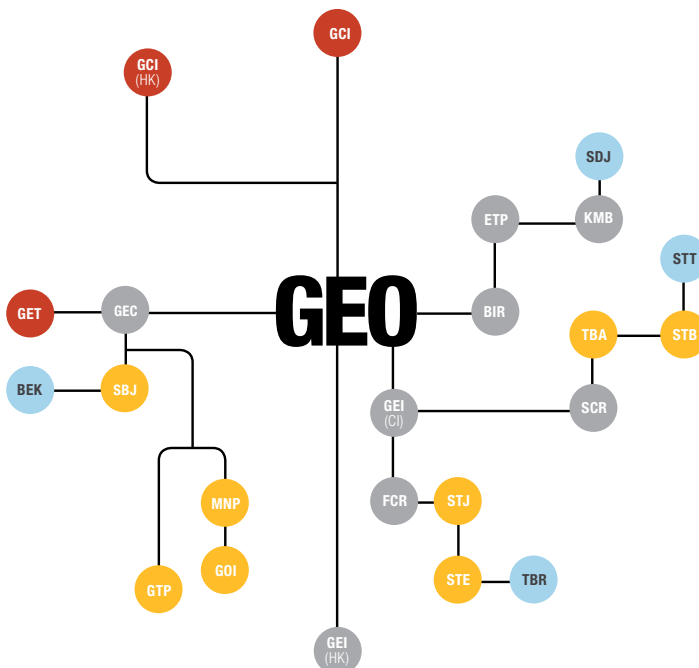 GCI
GCI
(HK)
SDJ
ETP
KMB
STT
GET
GEC
GEO
BIR
TBA
STB
BEK
SBJ
GEI
(CI)
SCR
FCR
STJ
MNP
GOI
GTP
STE
TBR
GEI
(HK)